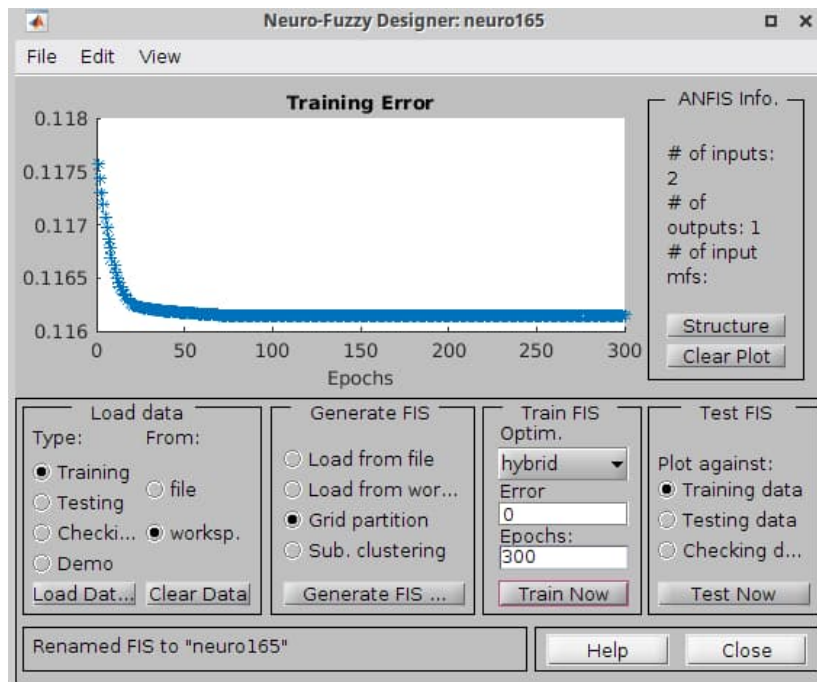 Neuro-Fuzzy Designer: neuro165
File Edit View
Training Error
0.118
0.1175
0.117
0.1165
0.116
0 50 100 150 200 250 300
Epochs
ANFIS Info.
# of inputs:
2
# of
outputs: 1
# of input
mfs:
Structure
Clear Plot
Load data
Type: From:
Training
file
Testing
Checki... worksp.
Demo
Load Dat... Clear Data
Generate FIS
Load from file
Load from wor...
Grid partition
Sub. clustering
Generate FIS ...
Train FIS
Optim.
hybrid
Error
0
Epochs:
300
Train Now
Test FIS
Plot against:
Training data
Testing data
Checking d...
Test Now
Renamed FIS to "neuro165"
Help Close